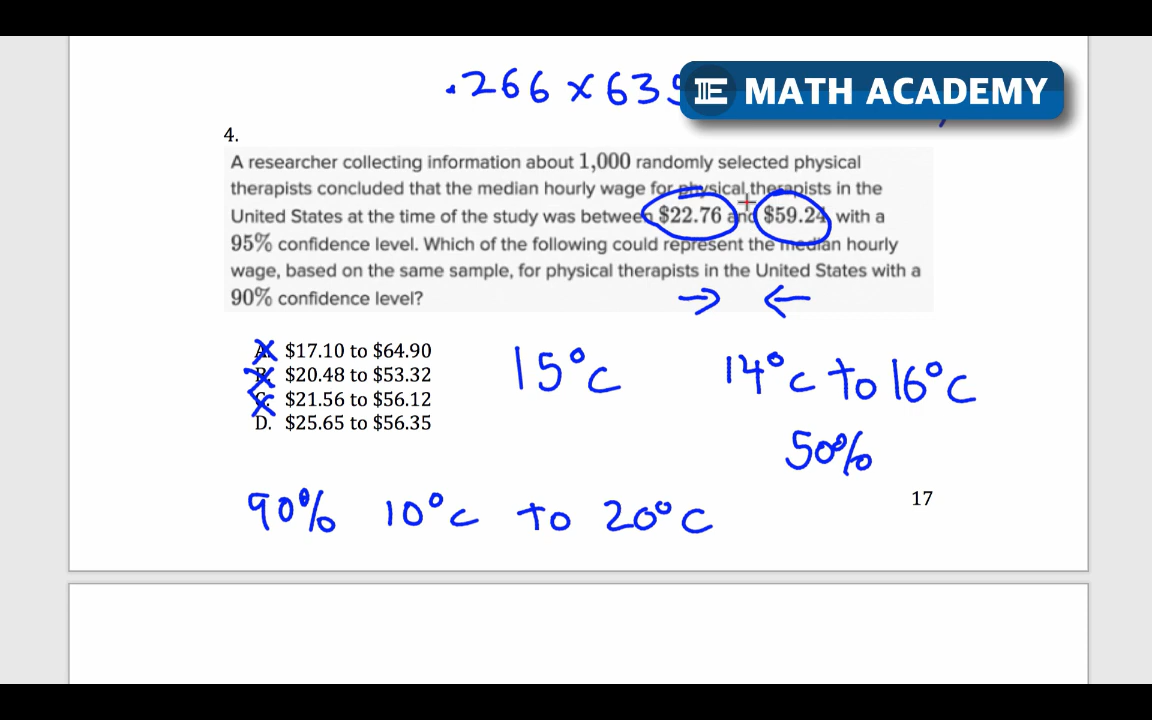 .266 × 639
MATH ACADEMY
4.
A researcher collecting information about 1,000 randomly selected physical
therapists concluded that the median hourly wage for physical therapists in the
United States at the time of the study was between $22.76 and $59.24 with a
95% confidence level. Which of the following could represent the median hourly
wage, based on the same sample, for physical therapists in the United States with a
90% confidence level?
A. $17.10 to $64.90
B. $20.48 to $53.32
C. $21.56 to $56.12
D. $25.65 to $56.35
15°C 14°C to 16°C
50%
90% 10°C to 20°C
17